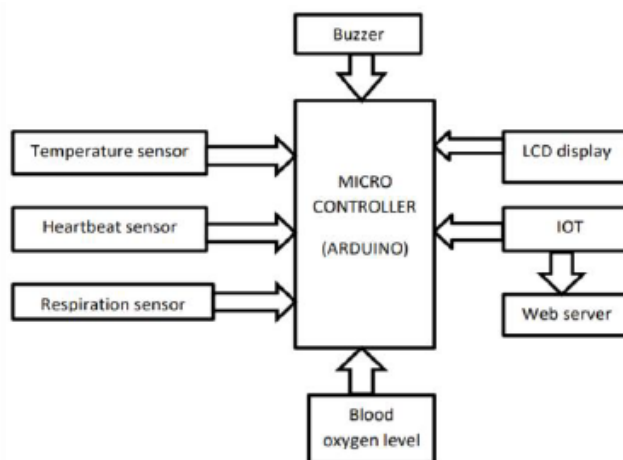 Buzzer
Temperature sensor
Heartbeat sensor
Respiration sensor
MICRO
CONTROLLER
(ARDUINO)
LCD display
IOT
Web server
Blood
oxygen level